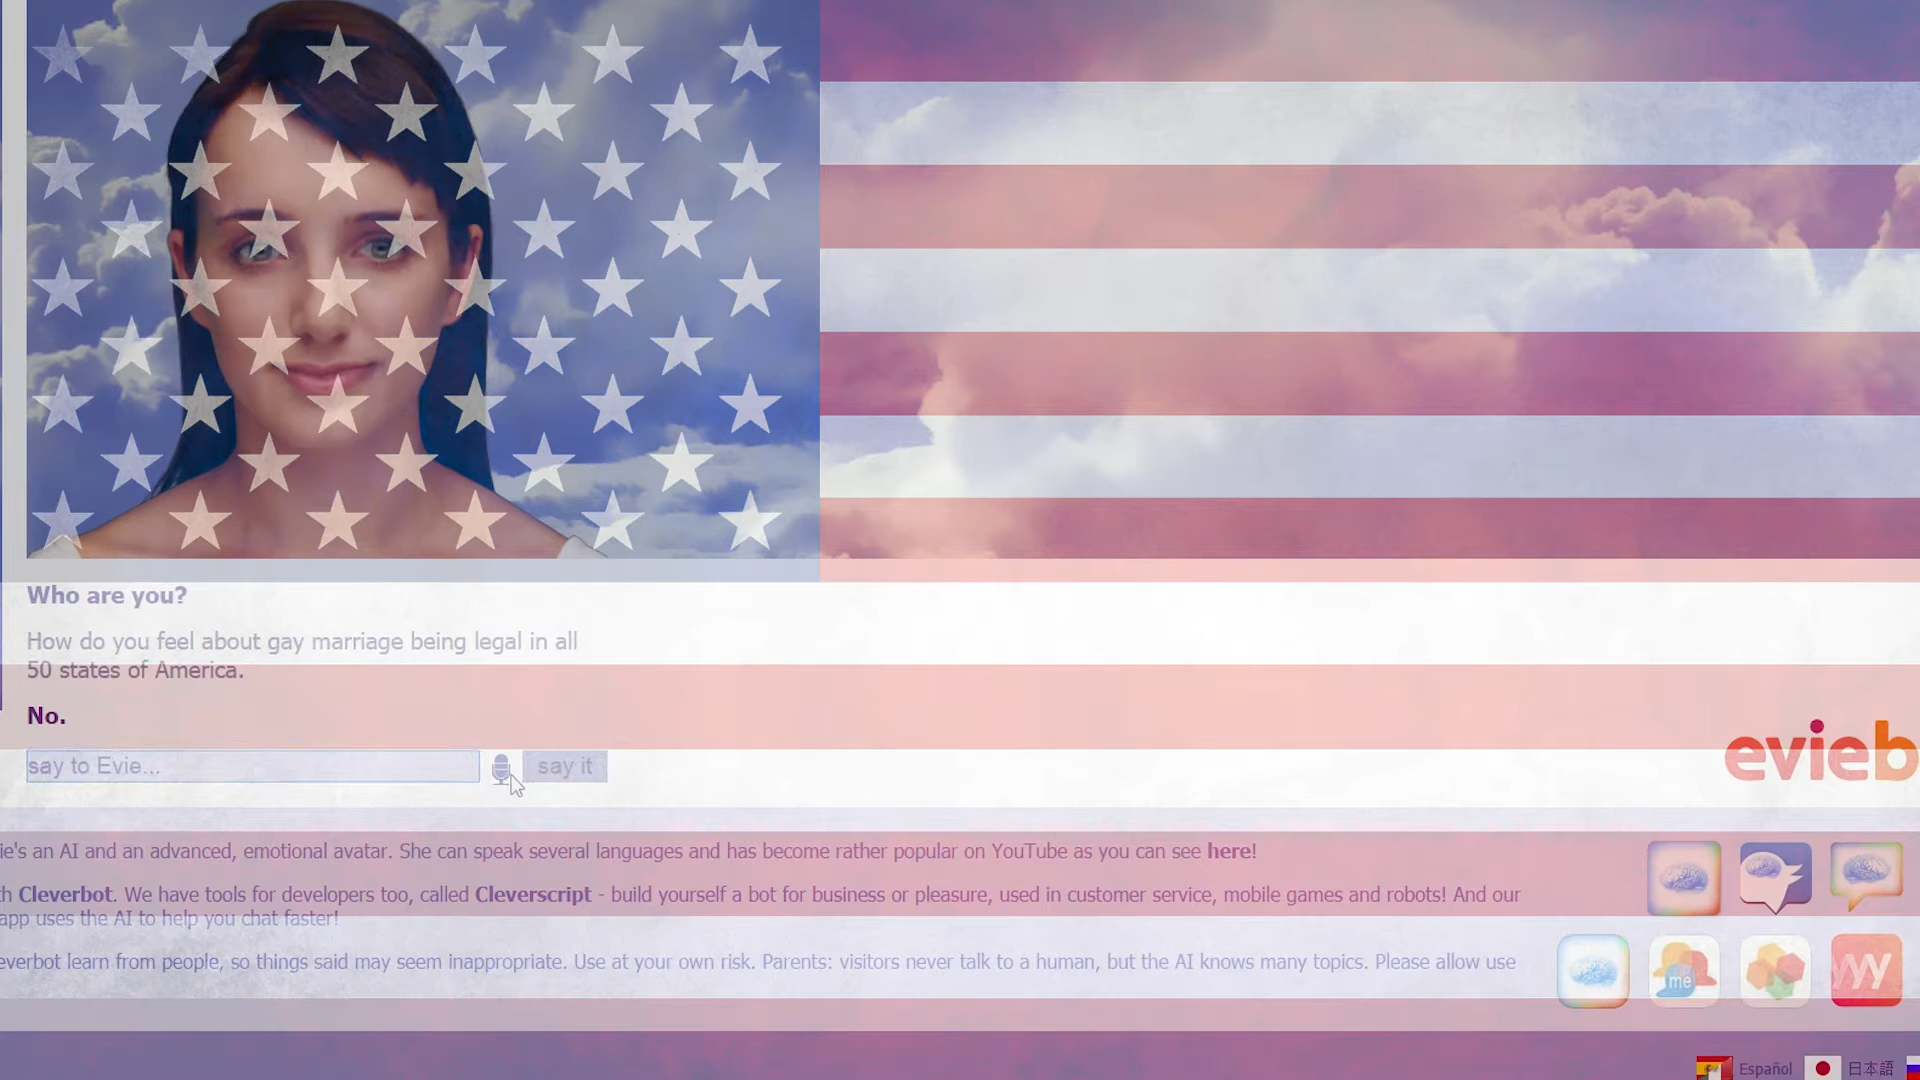 Who are you?
How do you feel about gay marriage being legal in all
50 states of America.
No.
say to Evie...
say it
evieb
ie's an AI and an advanced, emotional avatar. She can speak several languages and has become rather popular on YouTube as you can see here!
th Cleverbot. We have tools for developers too, called Cleverscript - build yourself a bot for business or pleasure, used in customer service, mobile games and robots! And our
app uses the AI to help you chat faster!
everbot learn from people, so things said may seem inappropriate. Use at your own risk. Parents: visitors never talk to a human, but the AI knows many topics. Please allow use
me
Español
日本語